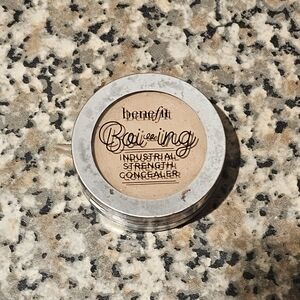 benefit
Boi-ing
INDUSTRIAL
STRENGTH
CONCEALER